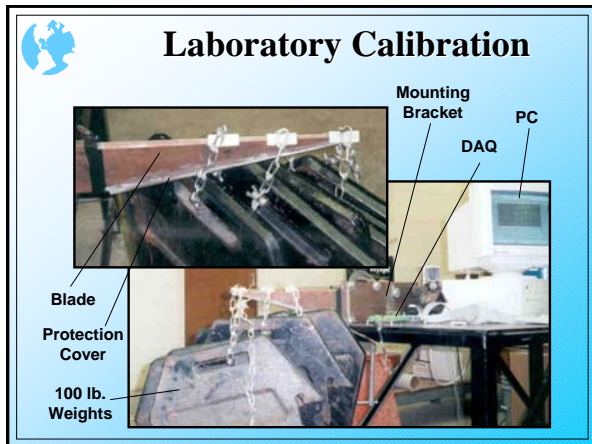 Laboratory Calibration
Mounting
Bracket
PC
DAQ
Blade
Protection
Cover
100 lb.
Weights